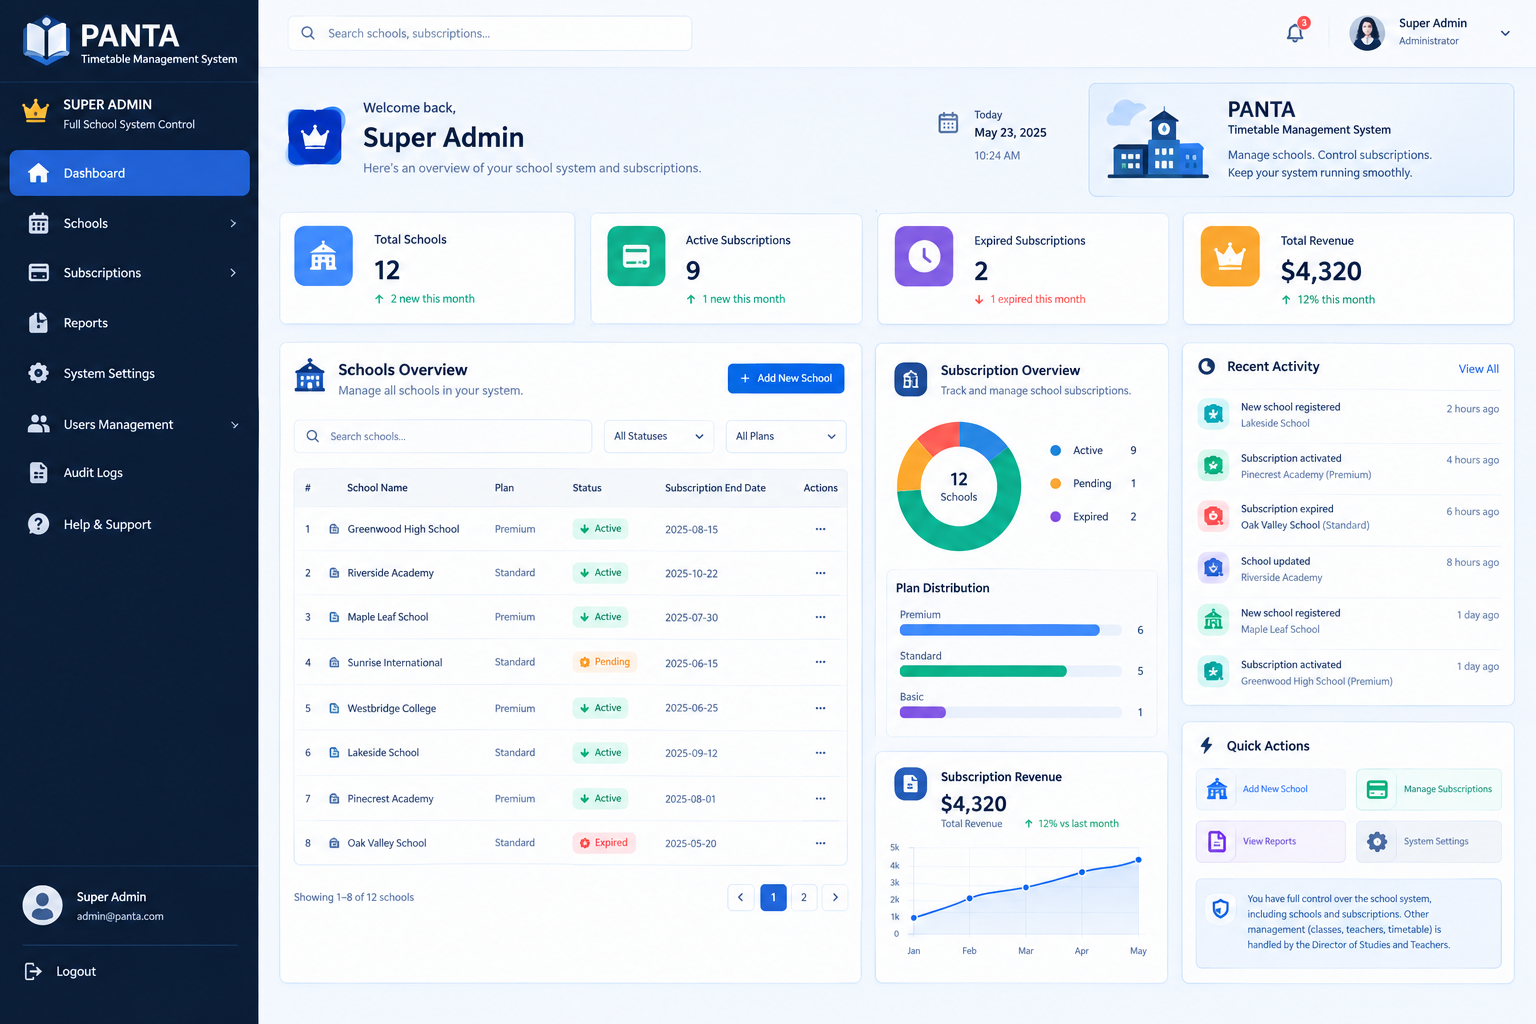 PANTA
Timetable Management System
SUPER ADMIN
Full School System Control
Dashboard
Schools
Subscriptions
Reports
System Settings
Users Management
Audit Logs
Help & Support
Super Admin
admin@panta.com
Logout
Search schools, subscriptions...
3
Super Admin
Administrator
Welcome back,
Super Admin
Here's an overview of your school system and subscriptions.
Today
May 23, 2025
10:24 AM
PANTA
Timetable Management System
Manage schools. Control subscriptions.
Keep your system running smoothly.
Total Schools
12
2 new this month
Active Subscriptions
9
1 new this month
Expired Subscriptions
2
1 expired this month
Total Revenue
$4,320
12% this month
Schools Overview
Manage all schools in your system.
+ Add New School
Search schools...
All Statuses
All Plans
# School Name Plan Status Subscription End Date Actions
1 Greenwood High School Premium Active 2025-08-15 ...
2 Riverside Academy Standard Active 2025-10-22 ...
3 Maple Leaf School Premium Active 2025-07-30 ...
4 Sunrise International Standard Pending 2025-06-15 ...
5 Westbridge College Premium Active 2025-06-25 ...
6 Lakeside School Standard Active 2025-09-12 ...
7 Pinecrest Academy Premium Active 2025-08-01 ...
8 Oak Valley School Standard Expired 2025-05-20 ...
Showing 1–8 of 12 schools
1 2
Subscription Overview
Track and manage school subscriptions.
12
Schools
Active 9
Pending 1
Expired 2
Plan Distribution
Premium
6
Standard
5
Basic
1
Subscription Revenue
$4,320
Total Revenue 12% vs last month
5k
4k
3k
2k
1k
0
Jan Feb Mar Apr May
Recent Activity
View All
New school registered 2 hours ago
Lakeside School
Subscription activated 4 hours ago
Pinecrest Academy (Premium)
Subscription expired 6 hours ago
Oak Valley School (Standard)
School updated 8 hours ago
Riverside Academy
New school registered 1 day ago
Maple Leaf School
Subscription activated 1 day ago
Greenwood High School (Premium)
Quick Actions
Add New School
Manage Subscriptions
View Reports
System Settings
You have full control over the school system,
including schools and subscriptions. Other
management (classes, teachers, timetable) is
handled by the Director of Studies and Teachers.